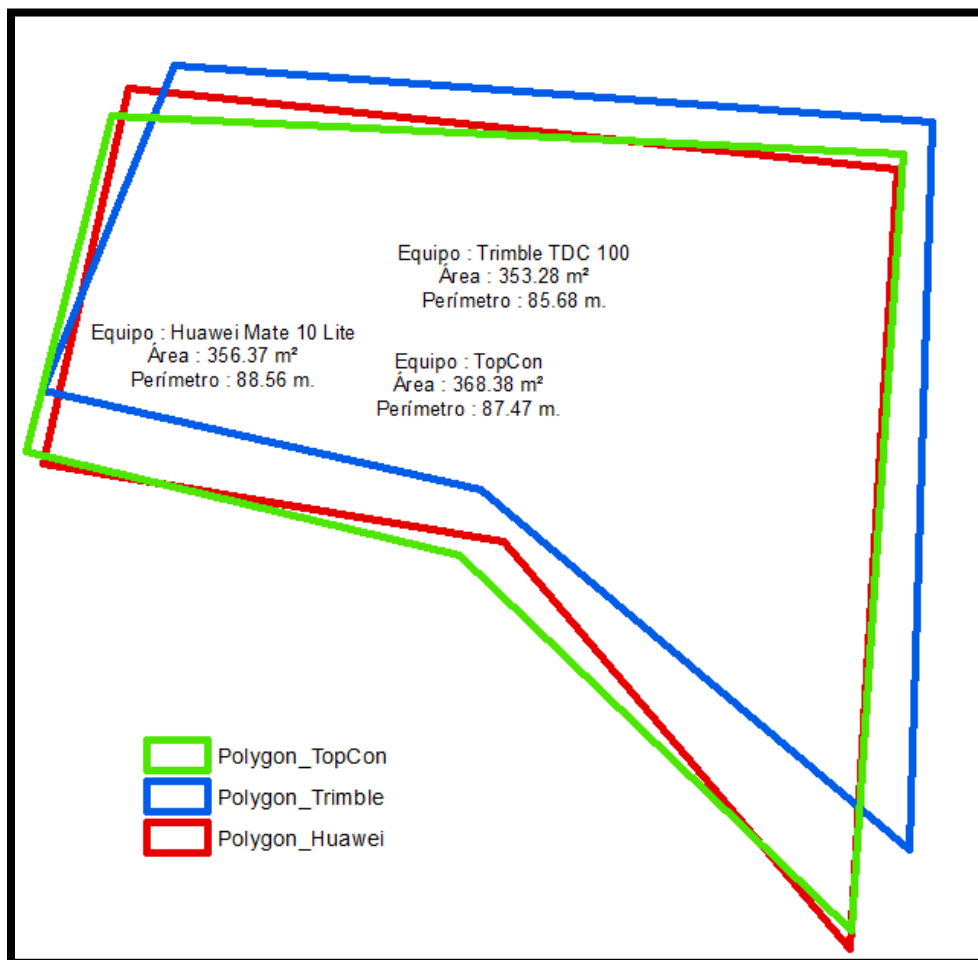 Equipo : Trimble TDC 100
Área : 353.28 m²
Perímetro : 85.68 m.
Equipo : Huawei Mate 10 Lite
Área : 356.37 m²
Perímetro : 88.56 m.
Equipo : TopCon
Área : 368.38 m²
Perímetro : 87.47 m.
Polygon_TopCon
Polygon_Trimble
Polygon_Huawei